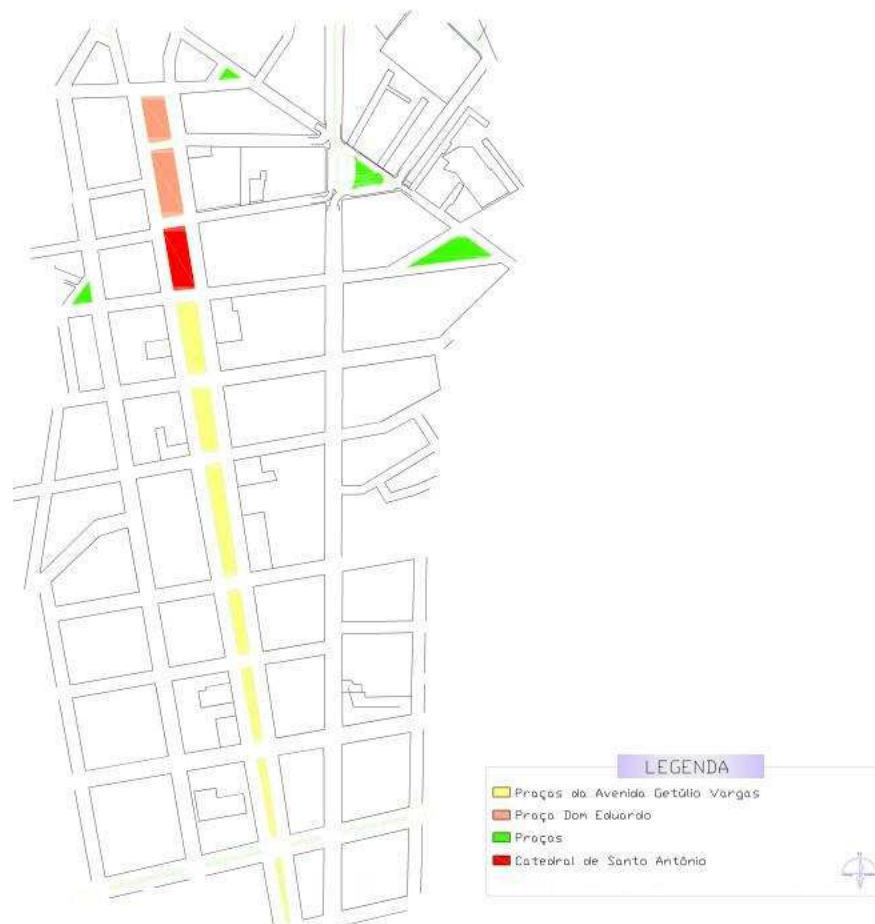 LEGENDA
Praças da Avenida Getúlio Vargas
Praça Dom Eduardo
Praças
Catedral de Santo Antônio